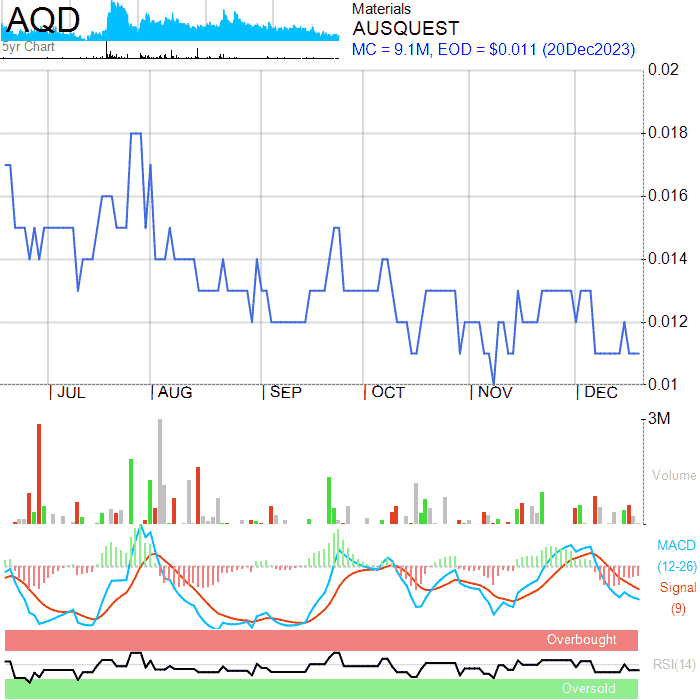 AQD
5yr Chart
Materials
AUSQUEST
MC = 9.1M, EOD = $0.011 (20Dec2023)
0.02
0.018
0.016
0.014
0.012
0.01
JUL AUG SEP OCT NOV DEC
3M
Volume
MACD
(12-26)
Signal
(9)
Overbought
RSI(14)
Oversold